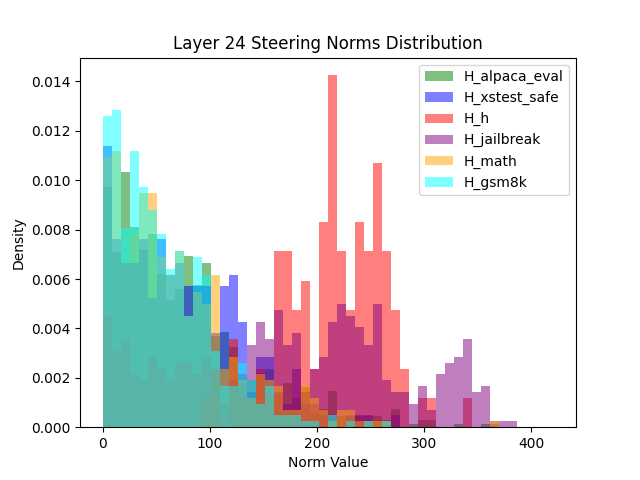 Layer 24 Steering Norms Distribution
H_alpaca_eval
H_xstest_safe
H_h
H_jailbreak
H_math
H_gsm8k
Density
0.014
0.012
0.010
0.008
0.006
0.004
0.002
0.000
0
100
200
300
400
Norm Value